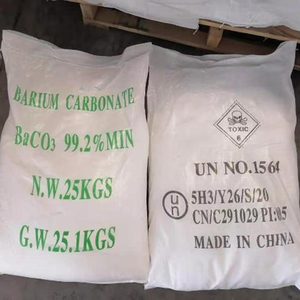 BARIUM CARBONATE
BaCO3 99.2%MIN
N.W.25KGS
G.W.25.1KGS
TOXIC
6
UN NO.1564
un
5H3/Y26/S/20
CN/C291029 PI:05
MADE IN CHINA